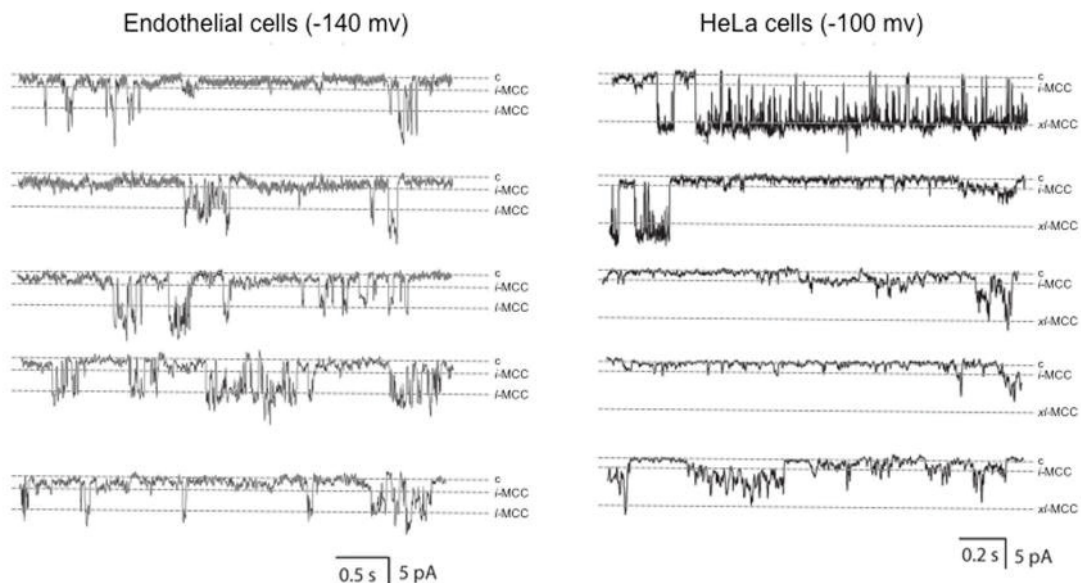 Endothelial cells (-140 mv)
HeLa cells (-100 mv)
c
i-MCC
l-MCC
c
i-MCC
l-MCC
c
i-MCC
l-MCC
c
i-MCC
l-MCC
c
i-MCC
l-MCC
0.5 s
5 pA
c
i-MCC
xl-MCC
c
i-MCC
xl-MCC
c
i-MCC
xl-MCC
c
i-MCC
xl-MCC
c
i-MCC
xl-MCC
0.2 s
5 pA